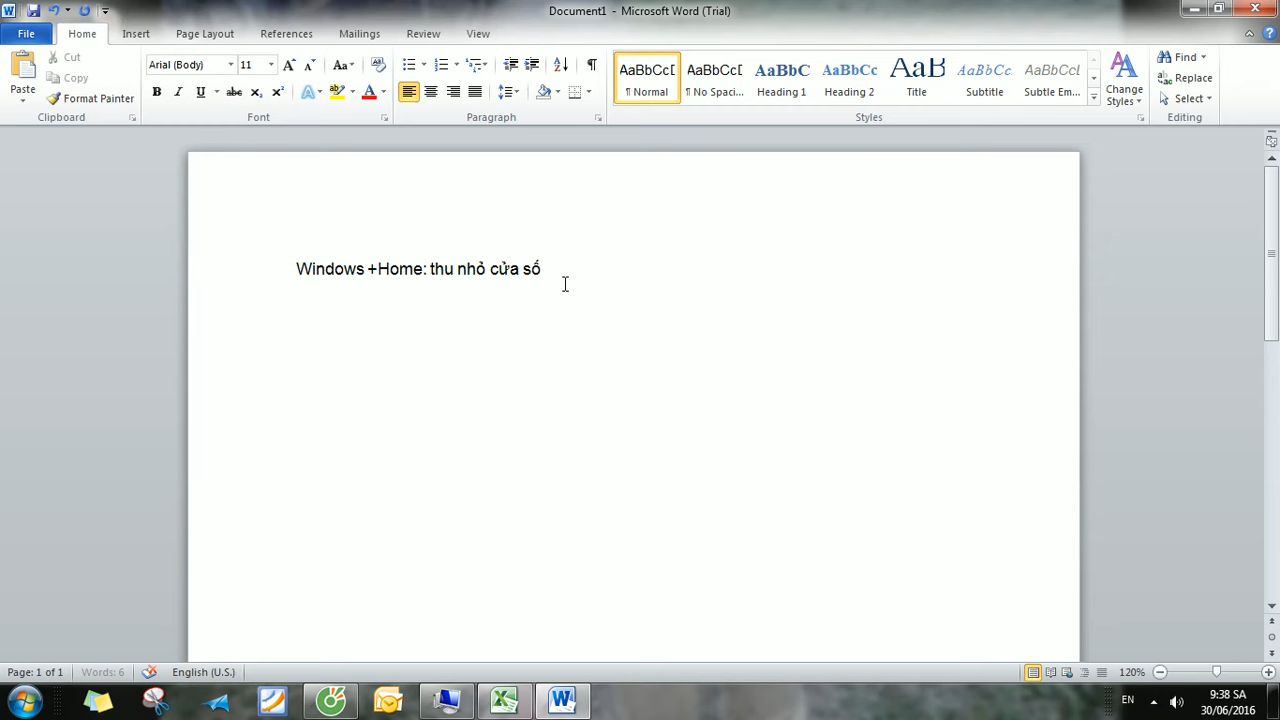 Document1 - Microsoft Word (Trial)
File Home Insert Page Layout References Mailings Review View
Paste
Cut
Copy
Format Painter
Clipboard
Arial (Body) 11
Font
Paragraph
AaBbCcD AaBbCcD AaBbC AaBbCc AaB AaBbCc AaBbCcD
¶ Normal ¶ No Spaci... Heading 1 Heading 2 Title Subtitle Subtle Em...
Styles
Change Styles
Find
Replace
Select
Editing
Windows +Home: thu nhỏ cửa số
Page: 1 of 1 Words: 6 English (U.S.) 120%
EN 9:38 SA
30/06/2016